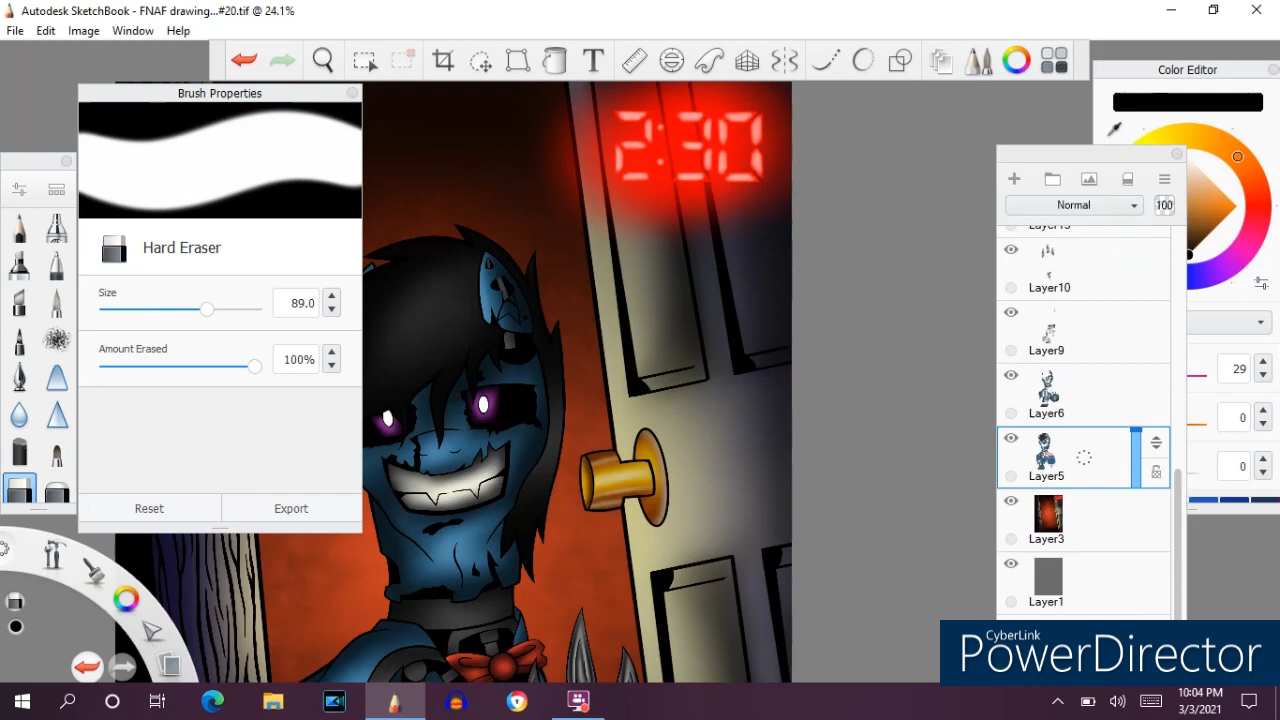 Autodesk SketchBook - FNAF drawing...#20.tif @ 24.1%
File Edit Image Window Help
Brush Properties
Color Editor
2:30
Hard Eraser
Size
89.0
Amount Erased
100%
Reset
Export
Normal
100
Layer10
Layer9
Layer6
Layer5
Layer3
Layer1
29
0
0
CyberLink
PowerDirector
10:04 PM
3/3/2021